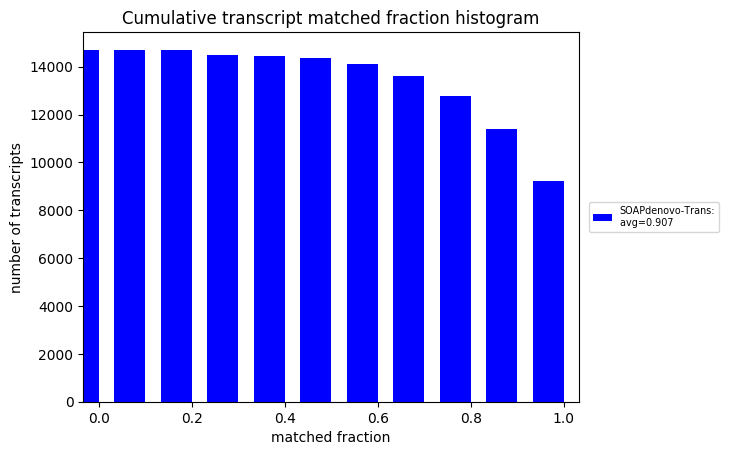 Cumulative transcript matched fraction histogram
number of transcripts
14000
12000
10000
8000
6000
4000
2000
0
0.0 0.2 0.4 0.6 0.8 1.0
matched fraction
SOAPdenovo-Trans:
avg=0.907